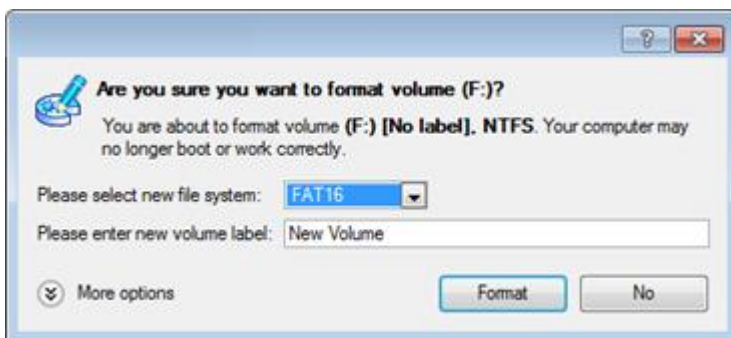 Are you sure you want to format volume (F:)?
You are about to format volume (F:) [No label], NTFS. Your computer may
no longer boot or work correctly.
Please select new file system: FAT16
Please enter new volume label: New Volume
More options Format No